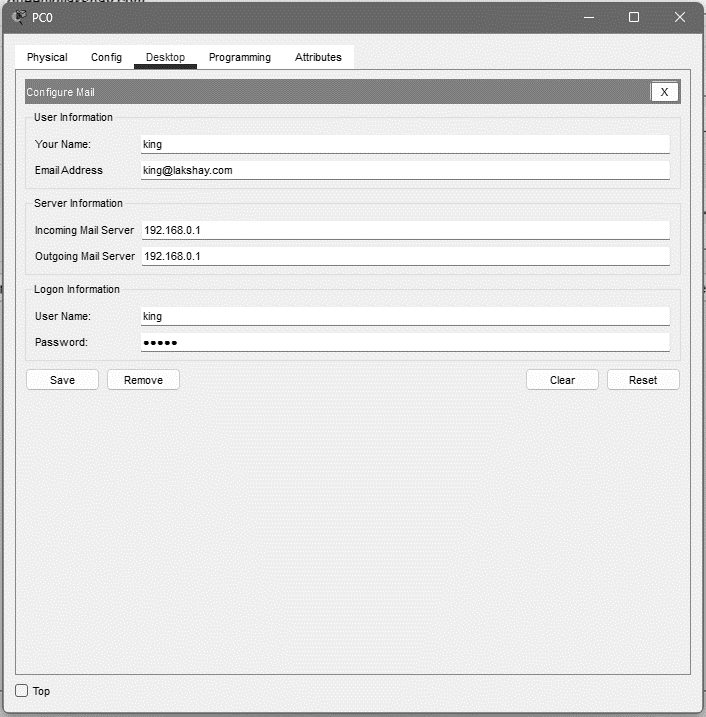 PC0
Physical Config Desktop Programming Attributes
Configure Mail X
User Information
Your Name: king
Email Address king@lakshay.com
Server Information
Incoming Mail Server 192.168.0.1
Outgoing Mail Server 192.168.0.1
Logon Information
User Name: king
Password: •••••
Save Remove Clear Reset
Top